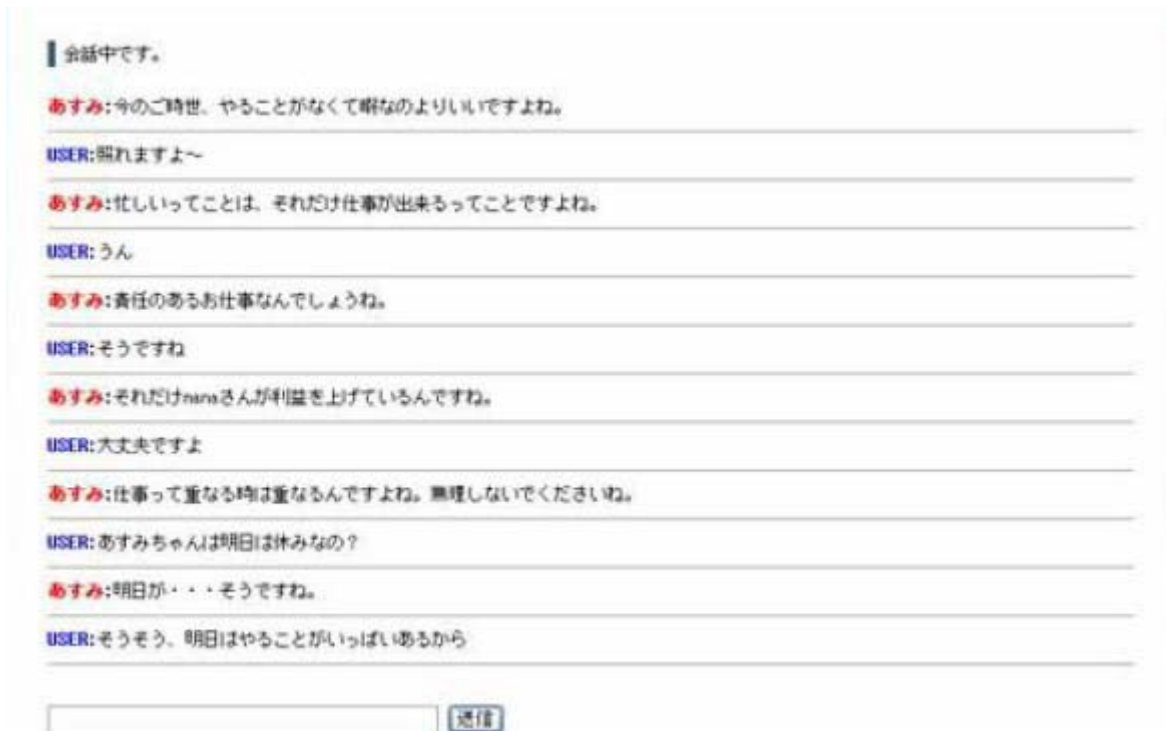 会話中です。
あすみ:今のご時世、やることがなくて暇なのよりいいですよね。
USER:照れますよ～
あすみ:忙しいってことは、それだけ仕事が出来るってことですよね。
USER:うん
あすみ:責任のあるお仕事なんでしょうね。
USER:そうですね
あすみ:それだけnanaさんが利益を上げているんですね。
USER:大丈夫ですよ
あすみ:仕事って重なる時は重なるんですよね。無理しないでくださいね。
USER:あすみちゃんは明日は休みなの？
あすみ:明日が・・・そうですね。
USER:そうそう、明日はやることがいっぱいあるから
送信